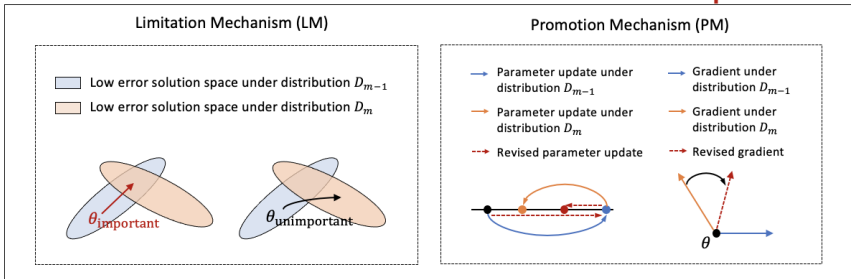 Limitation Mechanism (LM)
Low error solution space under distribution D_{m-1}
Low error solution space under distribution D_m
θ_important
θ_unimportant
Promotion Mechanism (PM)
Parameter update under
distribution D_{m-1}
Parameter update under
distribution D_m
Revised parameter update
Gradient under
distribution D_{m-1}
Gradient under
distribution D_m
Revised gradient
θ